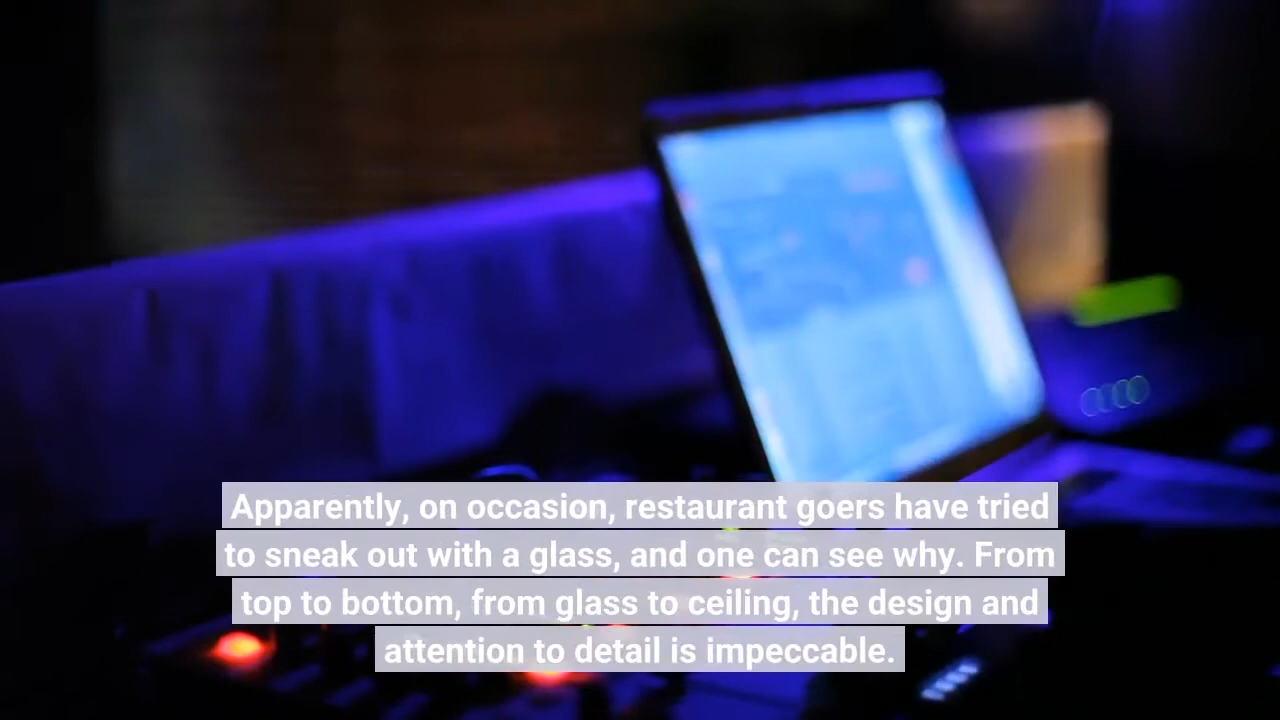 Apparently, on occasion, restaurant goers have tried
to sneak out with a glass, and one can see why. From
top to bottom, from glass to ceiling, the design and
attention to detail is impeccable.